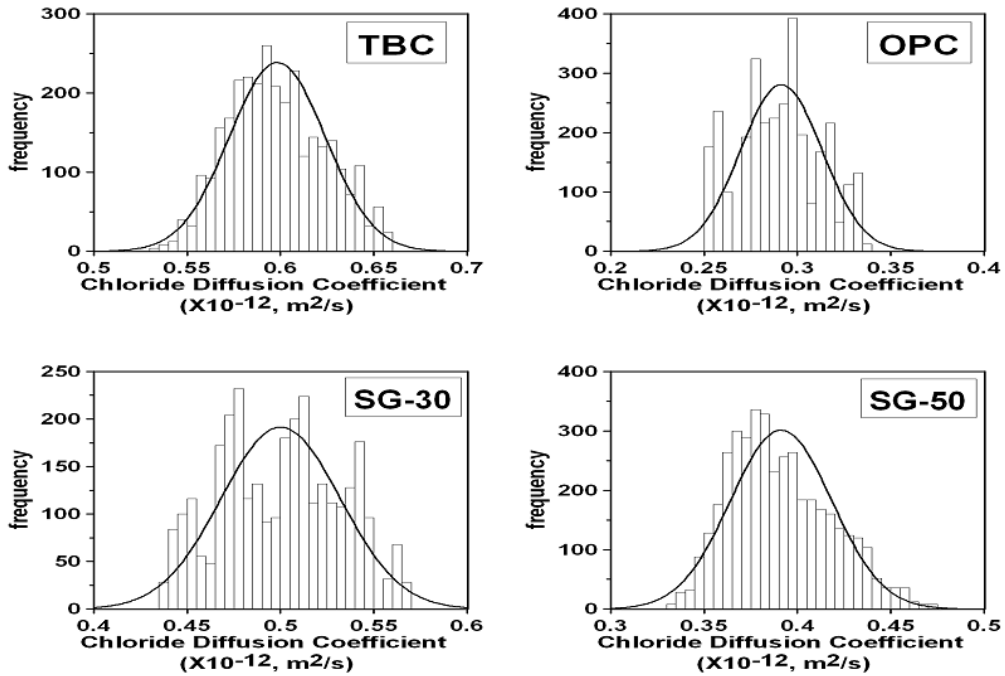 300
TBC
200
frequency
100
0
0.5 0.55 0.6 0.65 0.7
Chloride Diffusion Coefficient
(X10-12, m2/s)
400
OPC
300
frequency
200
100
0
0.2 0.25 0.3 0.35 0.4
Chloride Diffusion Coefficient
(X10-12, m2/s)
250
SG-30
200
150
frequency
100
50
0
0.4 0.45 0.5 0.55 0.6
Chloride Diffusion Coefficient
(X10-12, m2/s)
400
SG-50
300
frequency
200
100
0
0.3 0.35 0.4 0.45 0.5
Chloride Diffusion Coefficient
(X10-12, m2/s)